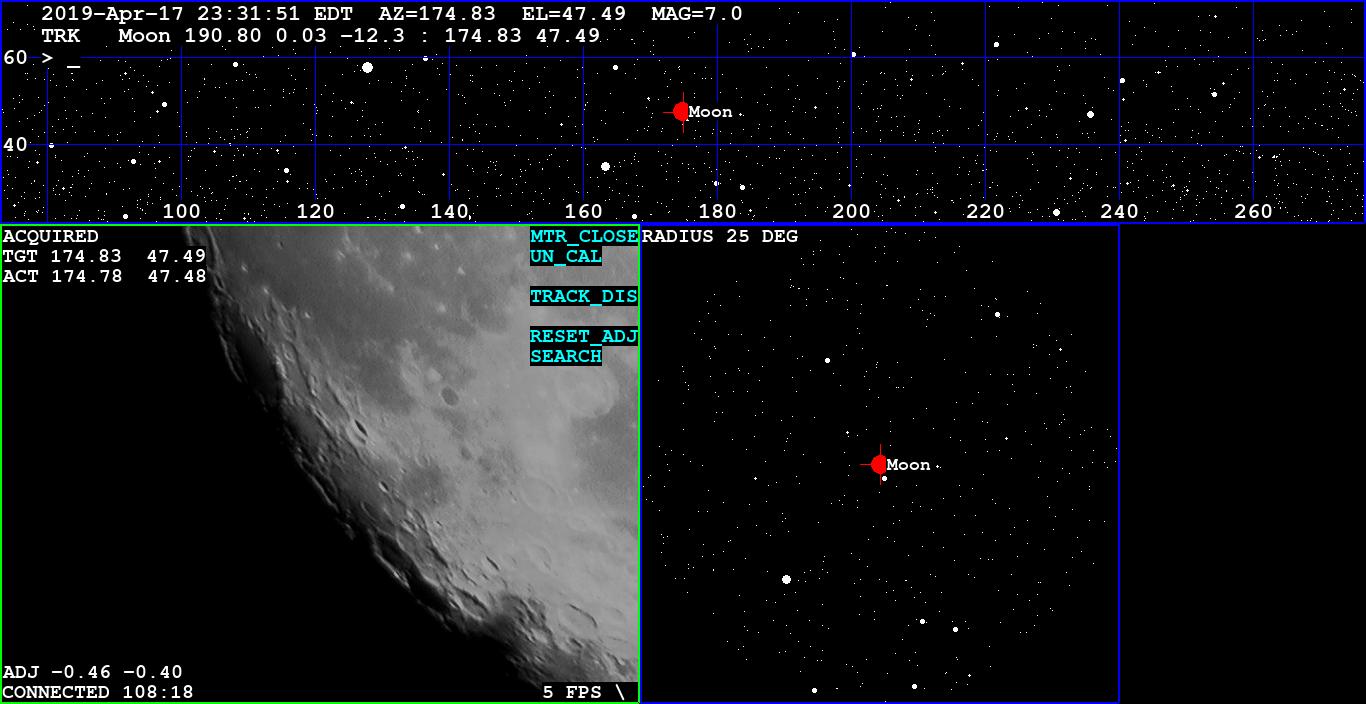 2019-Apr-17 23:31:51 EDT  AZ=174.83  EL=47.49  MAG=7.0
TRK   Moon 190.80 0.03 -12.3 : 174.83 47.49
60 > _
Moon
40
100 120 140 160 180 200 220 240 260
ACQUIRED
TGT 174.83  47.49
ACT 174.78  47.48
MTR_CLOSE
UN_CAL
TRACK_DIS
RESET_ADJ
SEARCH
ADJ -0.46 -0.40
CONNECTED 108:18
5 FPS \
RADIUS 25 DEG
Moon